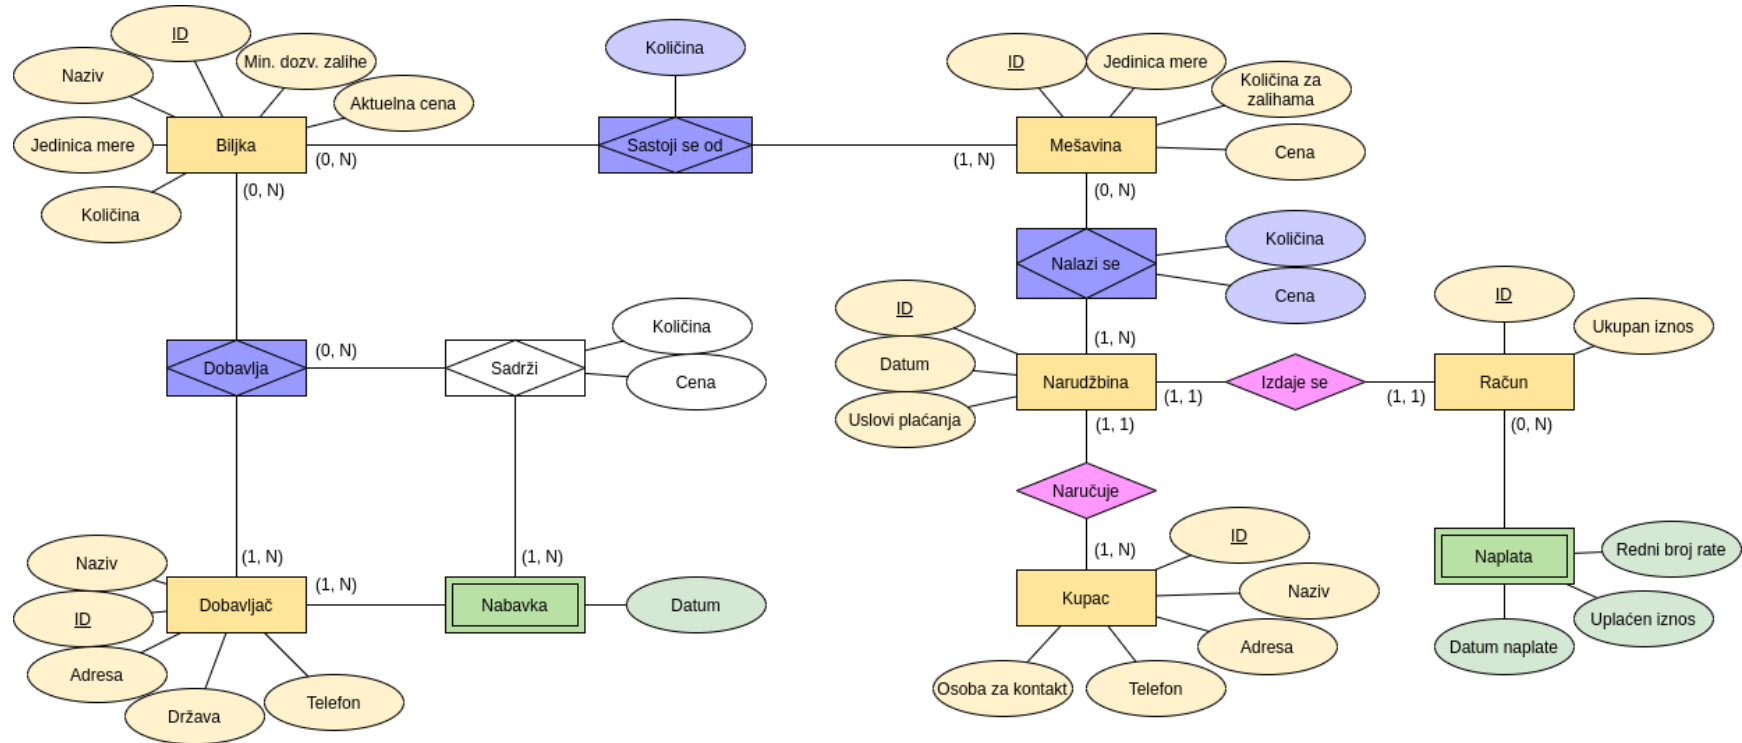 ID
Količina
ID
Jedinica mere
Min. dozv. zalihe
Naziv
Količina za
zalihama
Aktuelna cena
Jedinica mere
Biljka
Sastoji se od
Mešavina
Cena
(0, N)
(1, N)
(0, N)
(0, N)
Količina
Količina
Nalazi se
Cena
ID
ID
Količina
Ukupan iznos
(1, N)
(0, N)
Datum
Dobavlja
Sadrži
Cena
Narudžbina
Izdaje se
Račun
(1, 1)
(1, 1)
Uslovi plaćanja
(1, 1)
(0, N)
Naručuje
ID
(1, N)
(1, N)
(1, N)
Naplata
Redni broj rate
Naziv
(1, N)
Dobavljač
Nabavka
Datum
Kupac
Naziv
ID
Uplaćen iznos
Adresa
Adresa
Datum naplate
Osoba za kontakt
Telefon
Telefon
Država